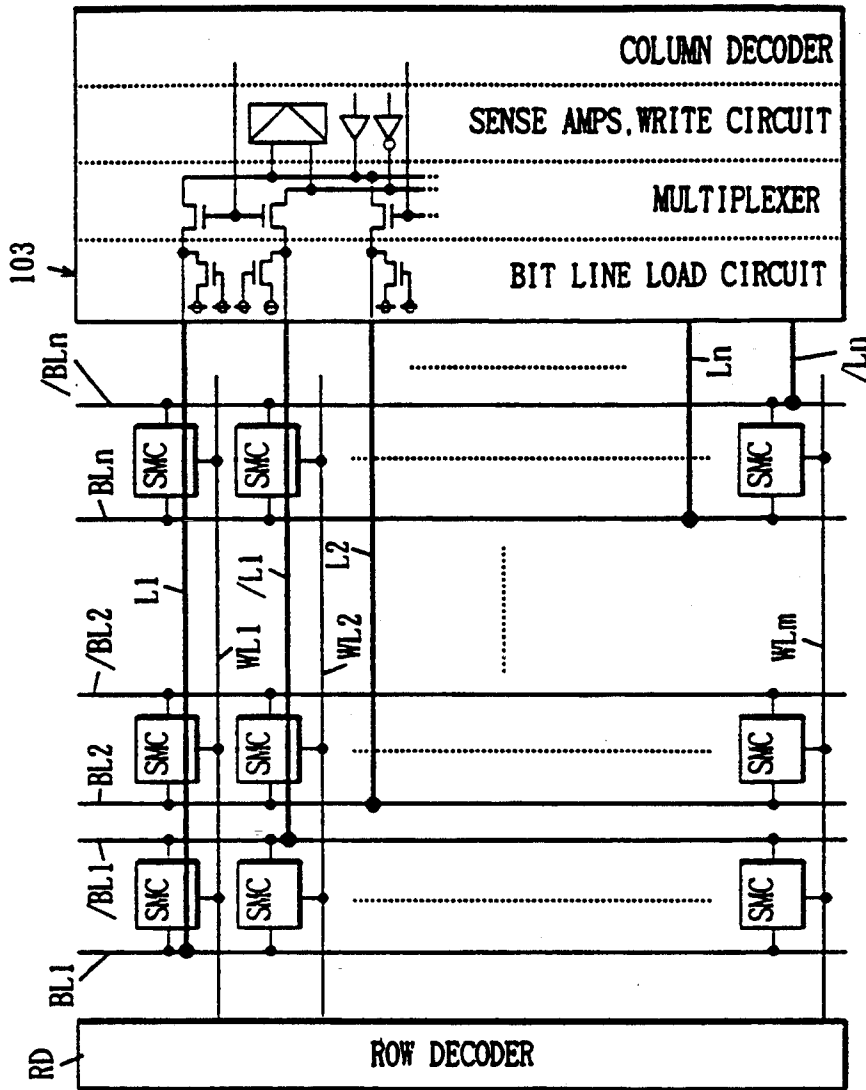 103
COLUMN DECODER
SENSE AMPS, WRITE CIRCUIT
MULTIPLEXER
BIT LINE LOAD CIRCUIT
/BLn
BLn
/BL2
BL2
/BL1
BL1
SMC
SMC
SMC
SMC
SMC
SMC
SMC
SMC
SMC
L1
/L1
L2
Ln
/Ln
WL1
WL2
WLm
RD
ROW DECODER